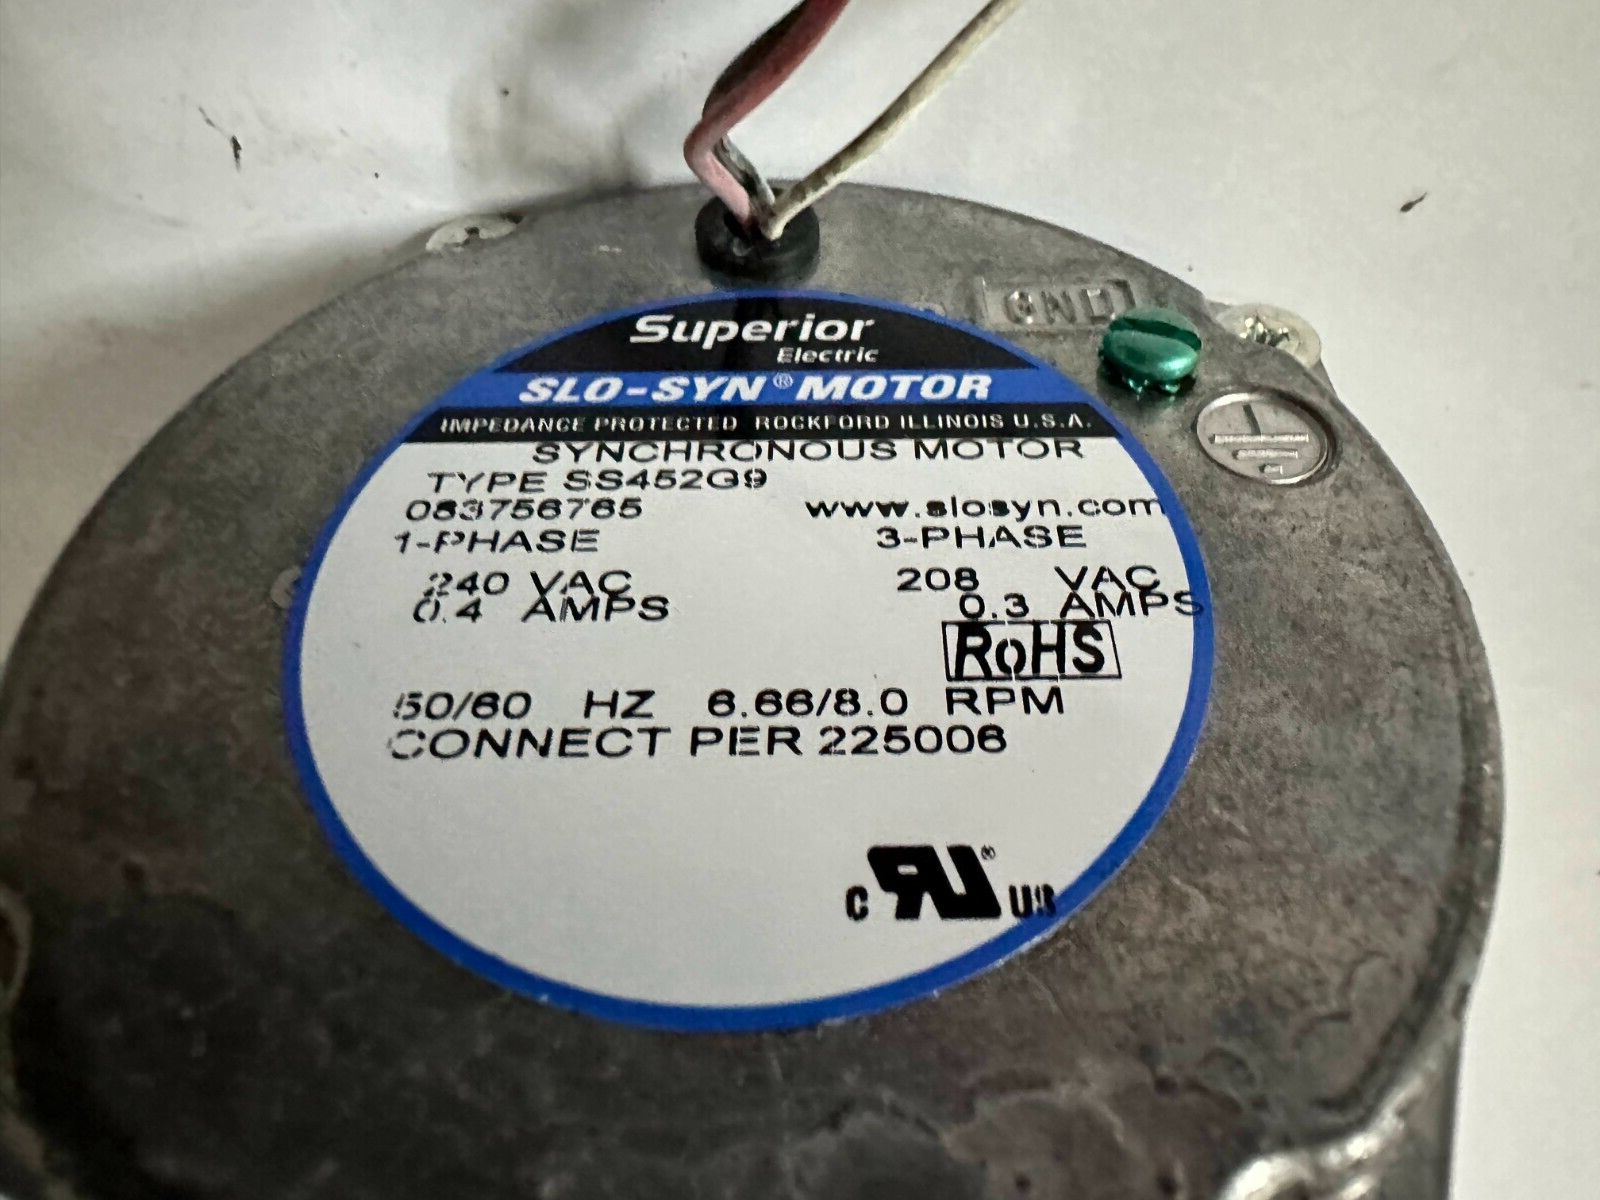 GND
Superior
Electric
SLO-SYN® MOTOR
IMPEDANCE PROTECTED ROCKFORD ILLINOIS U.S.A.
SYNCHRONOUS MOTOR
TYPE SS452G9
083756765 www.slosyn.com
1-PHASE 3-PHASE
240 VAC 208 VAC
0.4 AMPS 0.3 AMPS
RoHS
50/60 HZ 6.66/8.0 RPM
CONNECT PER 225006
c RU® us